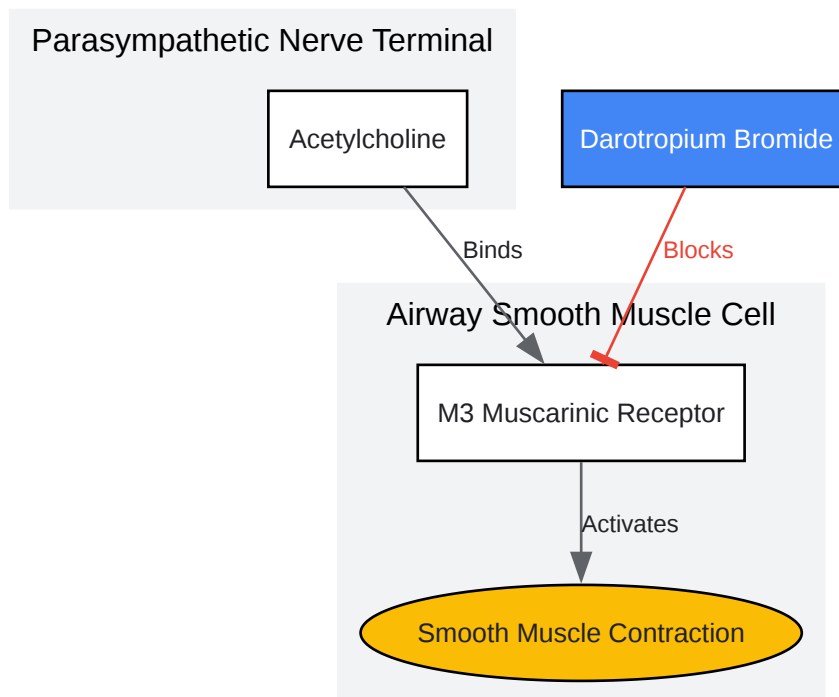 Parasympathetic Nerve Terminal
Acetylcholine
Darotropium Bromide
Binds
Blocks
Airway Smooth Muscle Cell
M3 Muscarinic Receptor
Activates
Smooth Muscle Contraction